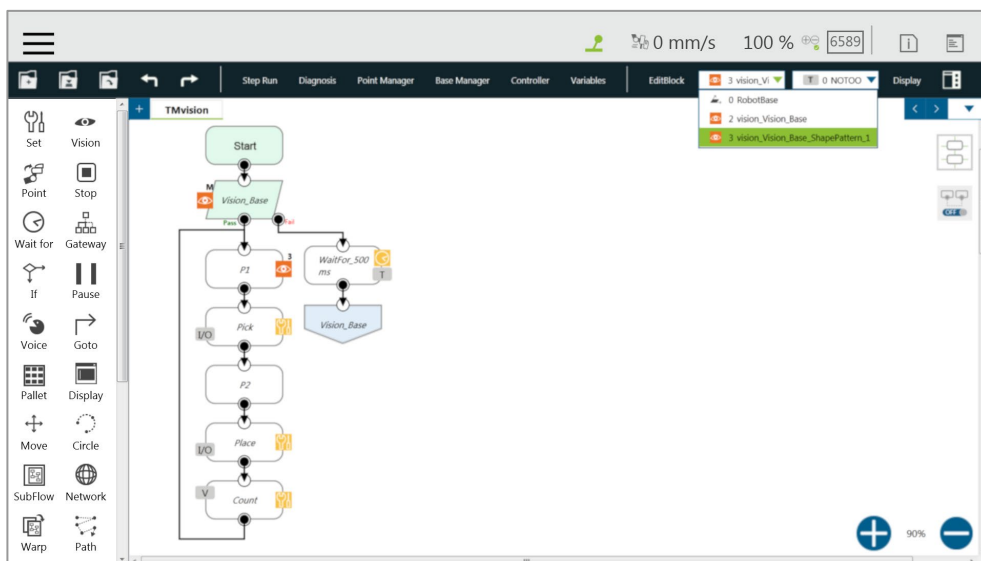 0 mm/s 100 % 6589
Step Run Diagnosis Point Manager Base Manager Controller Variables EditBlock 3 vision_Vi T 0 NOTOO Display
0 RobotBase
2 vision_Vision_Base
3 vision_Vision_Base_ShapePattern_1
TMvision
Set Vision
Point Stop
Wait for Gateway
If Pause
Voice Goto
Pallet Display
Move Circle
SubFlow Network
Warp Path
Start
M
Vision_Base
Pass Fail
P1
3
WaitFor_500
ms
T
Pick
I/O
Vision_Base
P2
Place
I/O
V
Count
OFF
90%